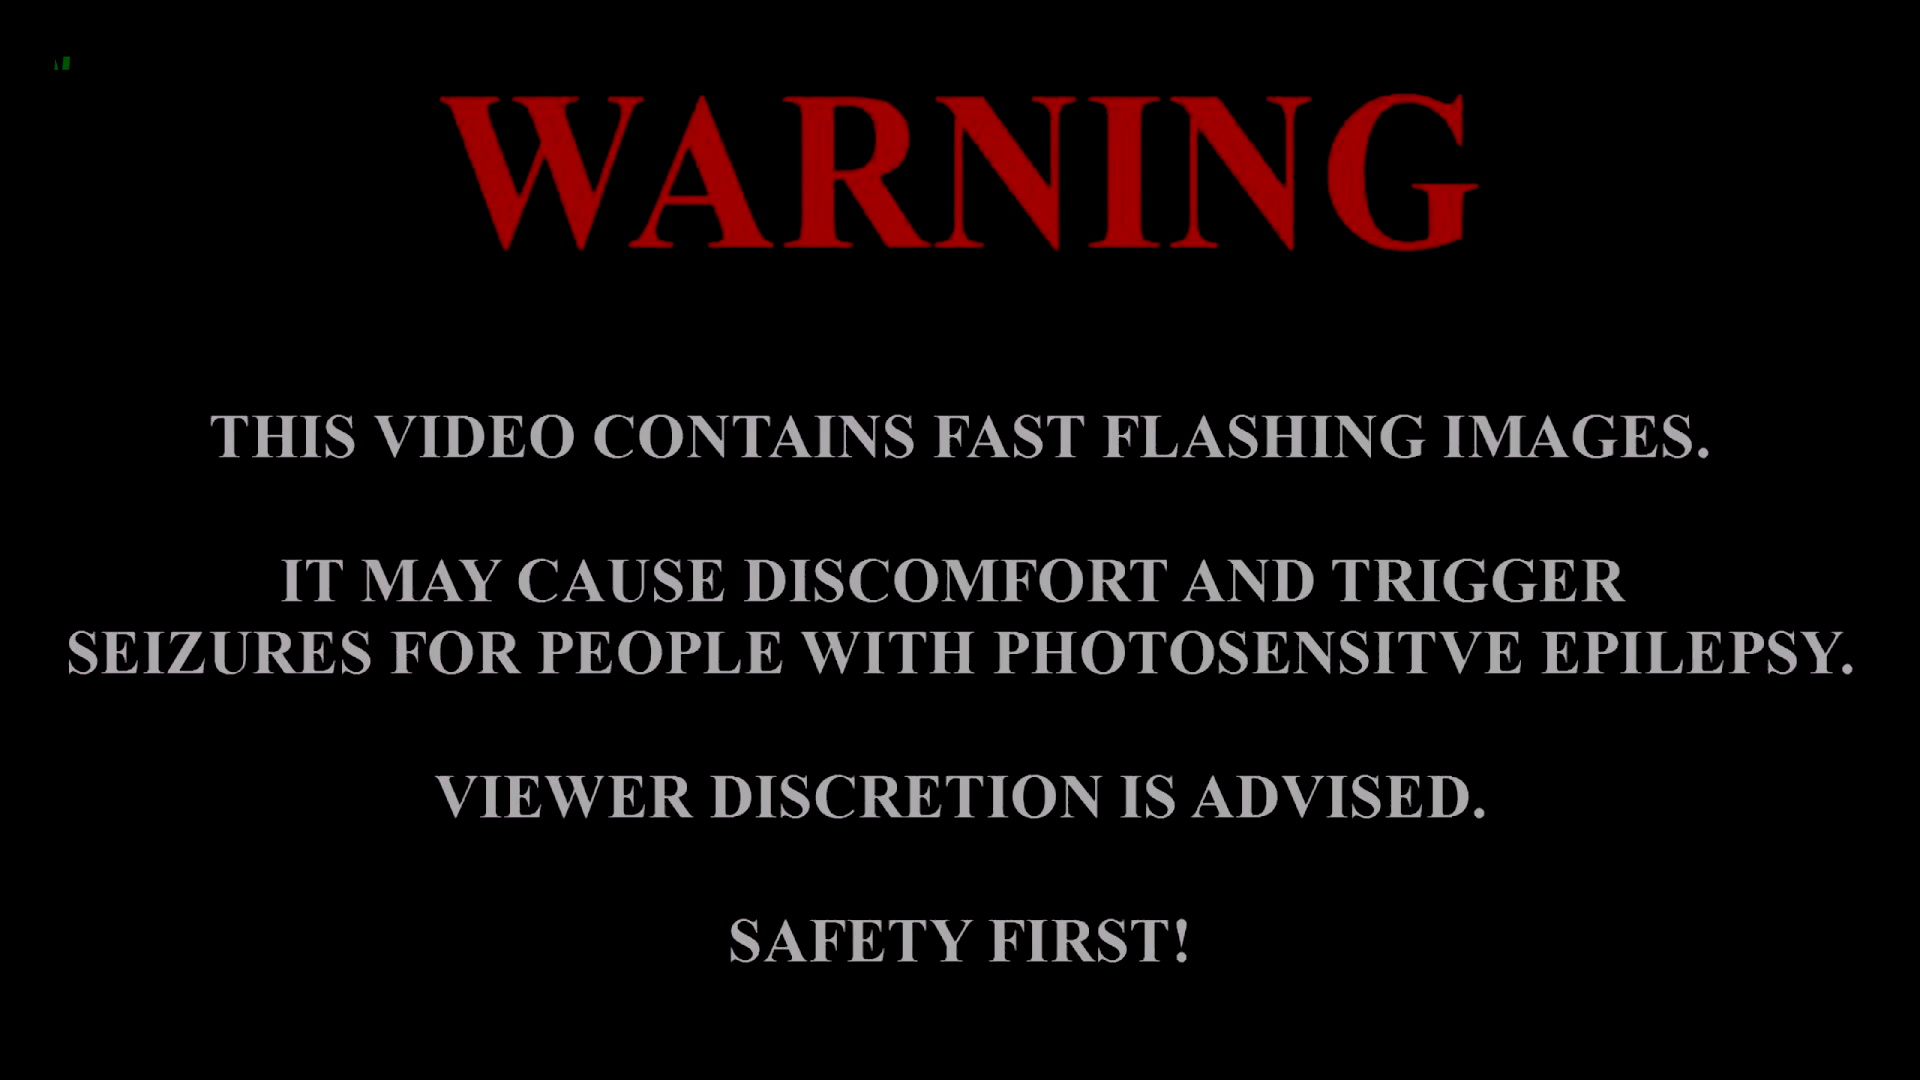 WARNING
THIS VIDEO CONTAINS FAST FLASHING IMAGES.
IT MAY CAUSE DISCOMFORT AND TRIGGER
SEIZURES FOR PEOPLE WITH PHOTOSENSITVE EPILEPSY.
VIEWER DISCRETION IS ADVISED.
SAFETY FIRST!